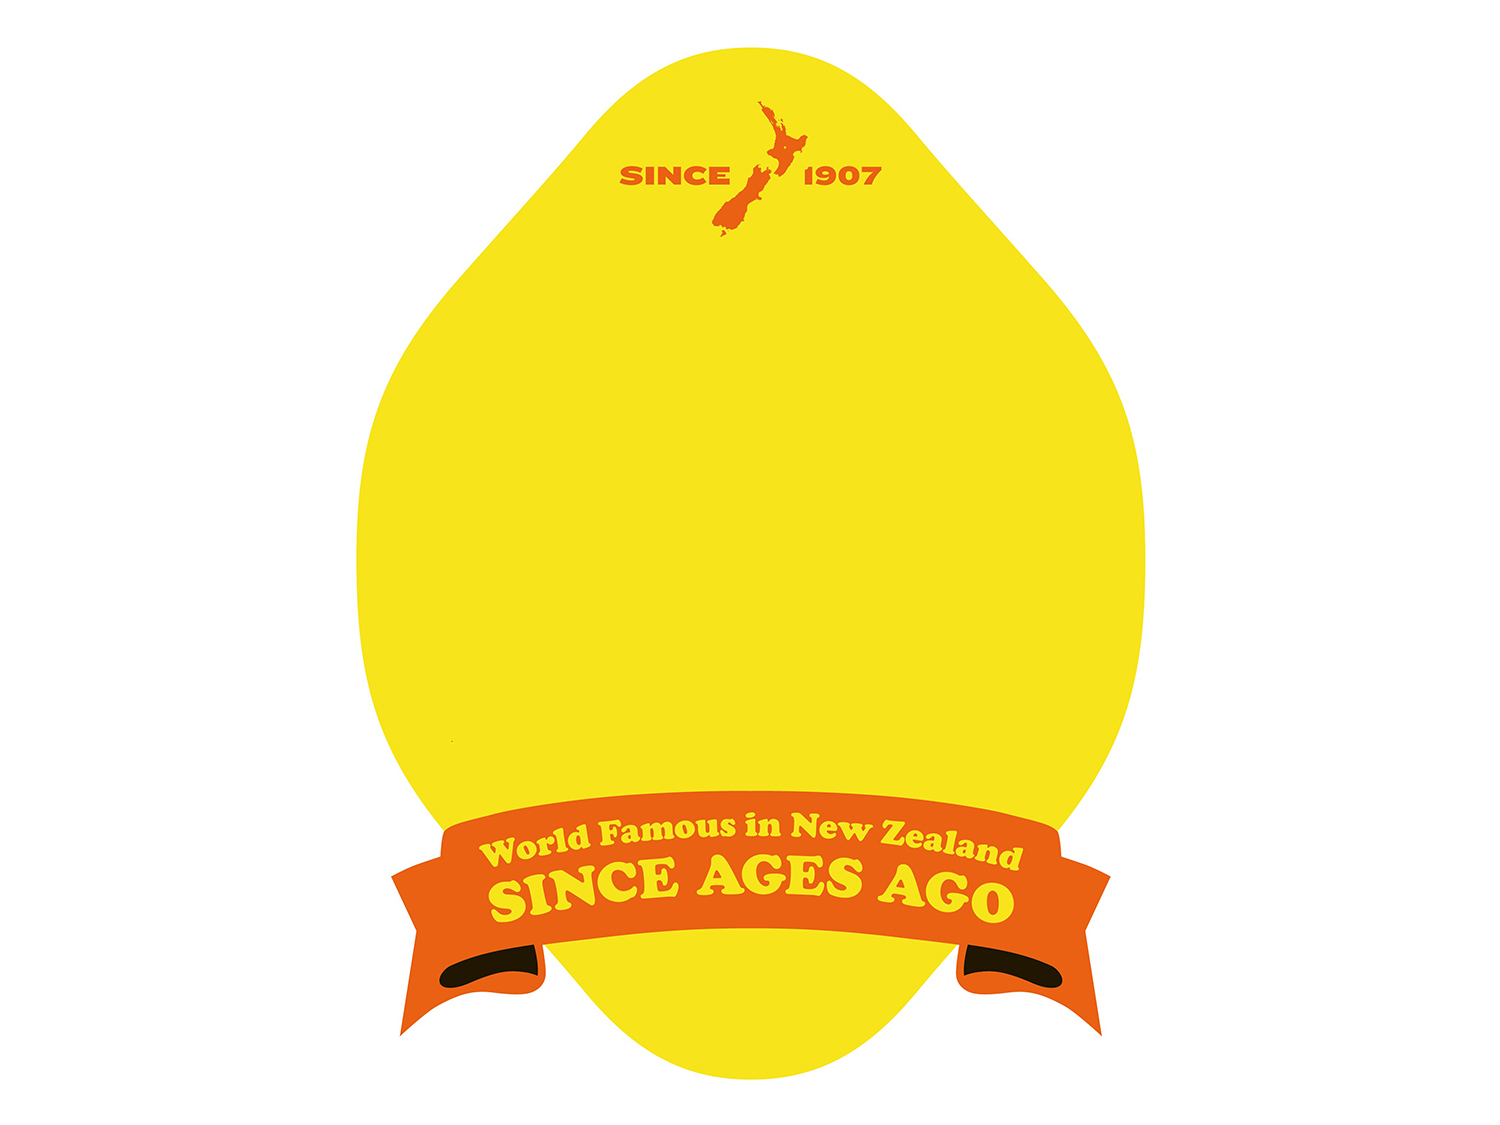 SINCE 1907
World Famous in New Zealand
SINCE AGES AGO